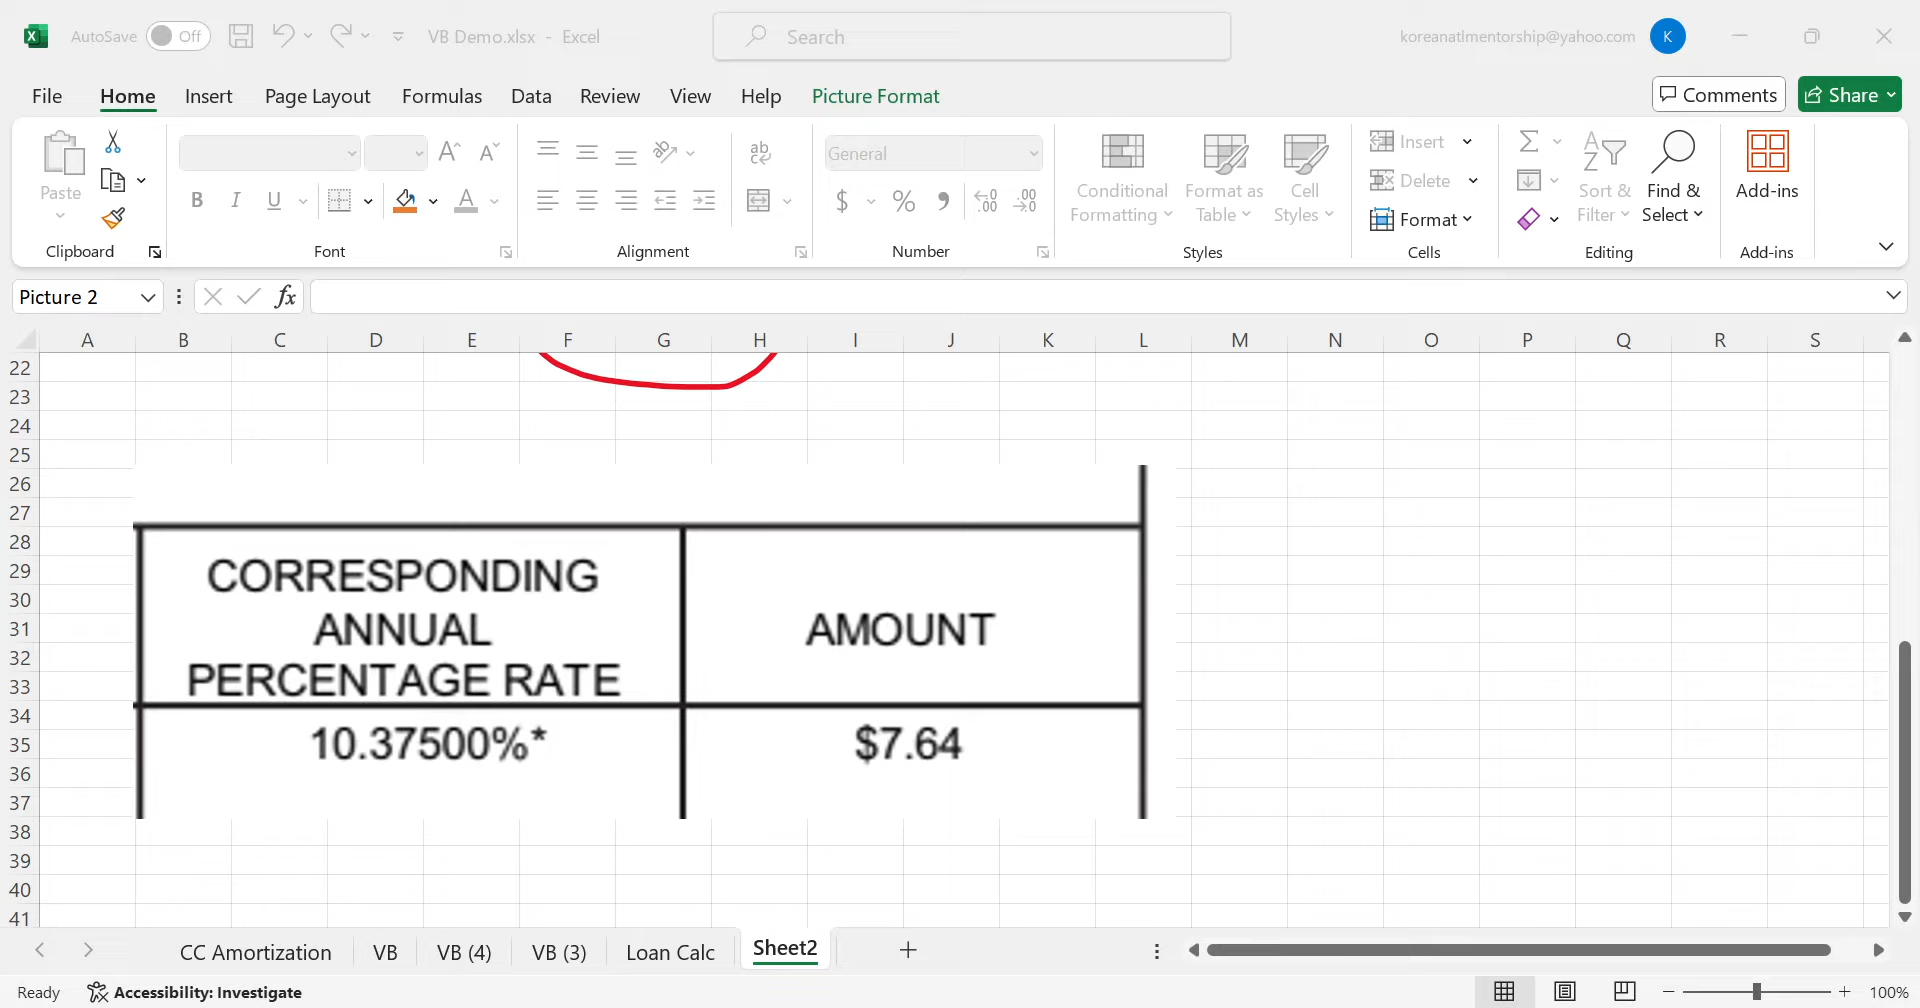 AutoSave Off VB Demo.xlsx - Excel Search koreanatlmentorship@yahoo.com K
File Home Insert Page Layout Formulas Data Review View Help Picture Format Comments Share
Paste
Clipboard
B I U A A A
Font
ab
Alignment
General
$ % 9 .00 .00
Number
Conditional Formatting
Format as Table
Cell Styles
Styles
Insert
Delete
Format
Cells
Sort & Filter
Find & Select
Editing
Add-ins
Add-ins
Picture 2 fx
A B C D E F G H I J K L M N O P Q R S
22
23
24
25
26
27
28
29
30
31
32
33
34
35
36
37
38
39
40
41
CORRESPONDING
ANNUAL
PERCENTAGE RATE
AMOUNT
10.37500%* $7.64
CC Amortization VB VB (4) VB (3) Loan Calc Sheet2 +
Ready Accessibility: Investigate 100%